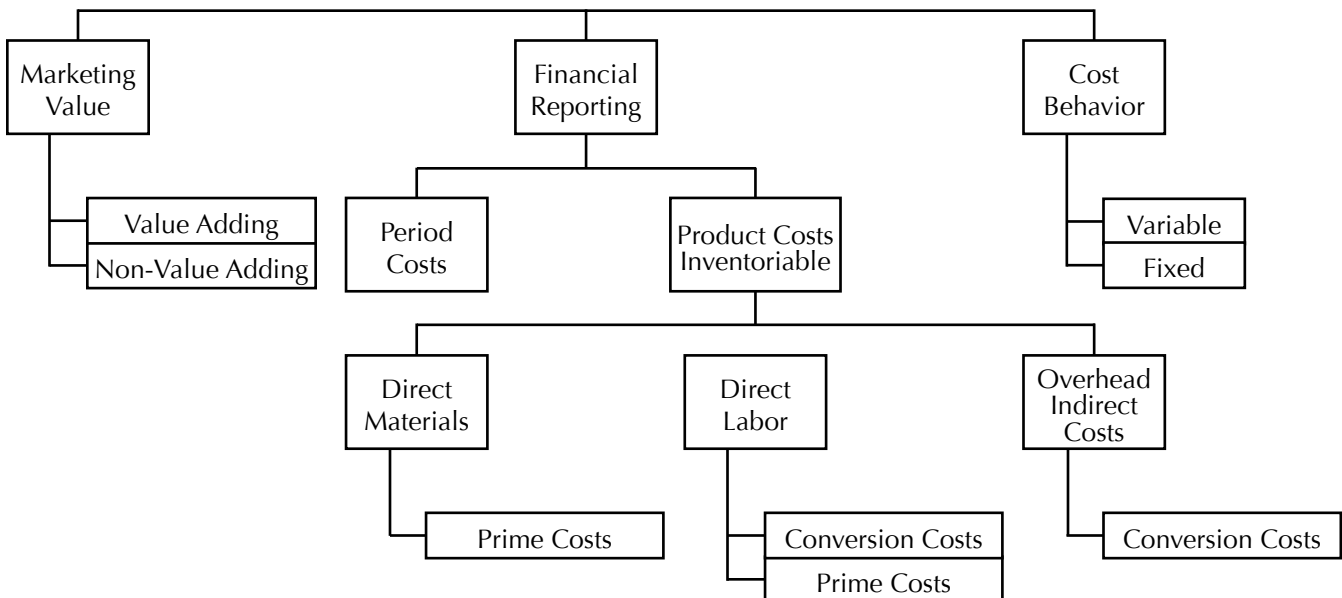 Marketing
Value
Financial
Reporting
Cost
Behavior
Value Adding
Non-Value Adding
Period
Costs
Product Costs
Inventoriable
Variable
Fixed
Direct
Materials
Direct
Labor
Overhead
Indirect
Costs
Prime Costs
Conversion Costs
Prime Costs
Conversion Costs